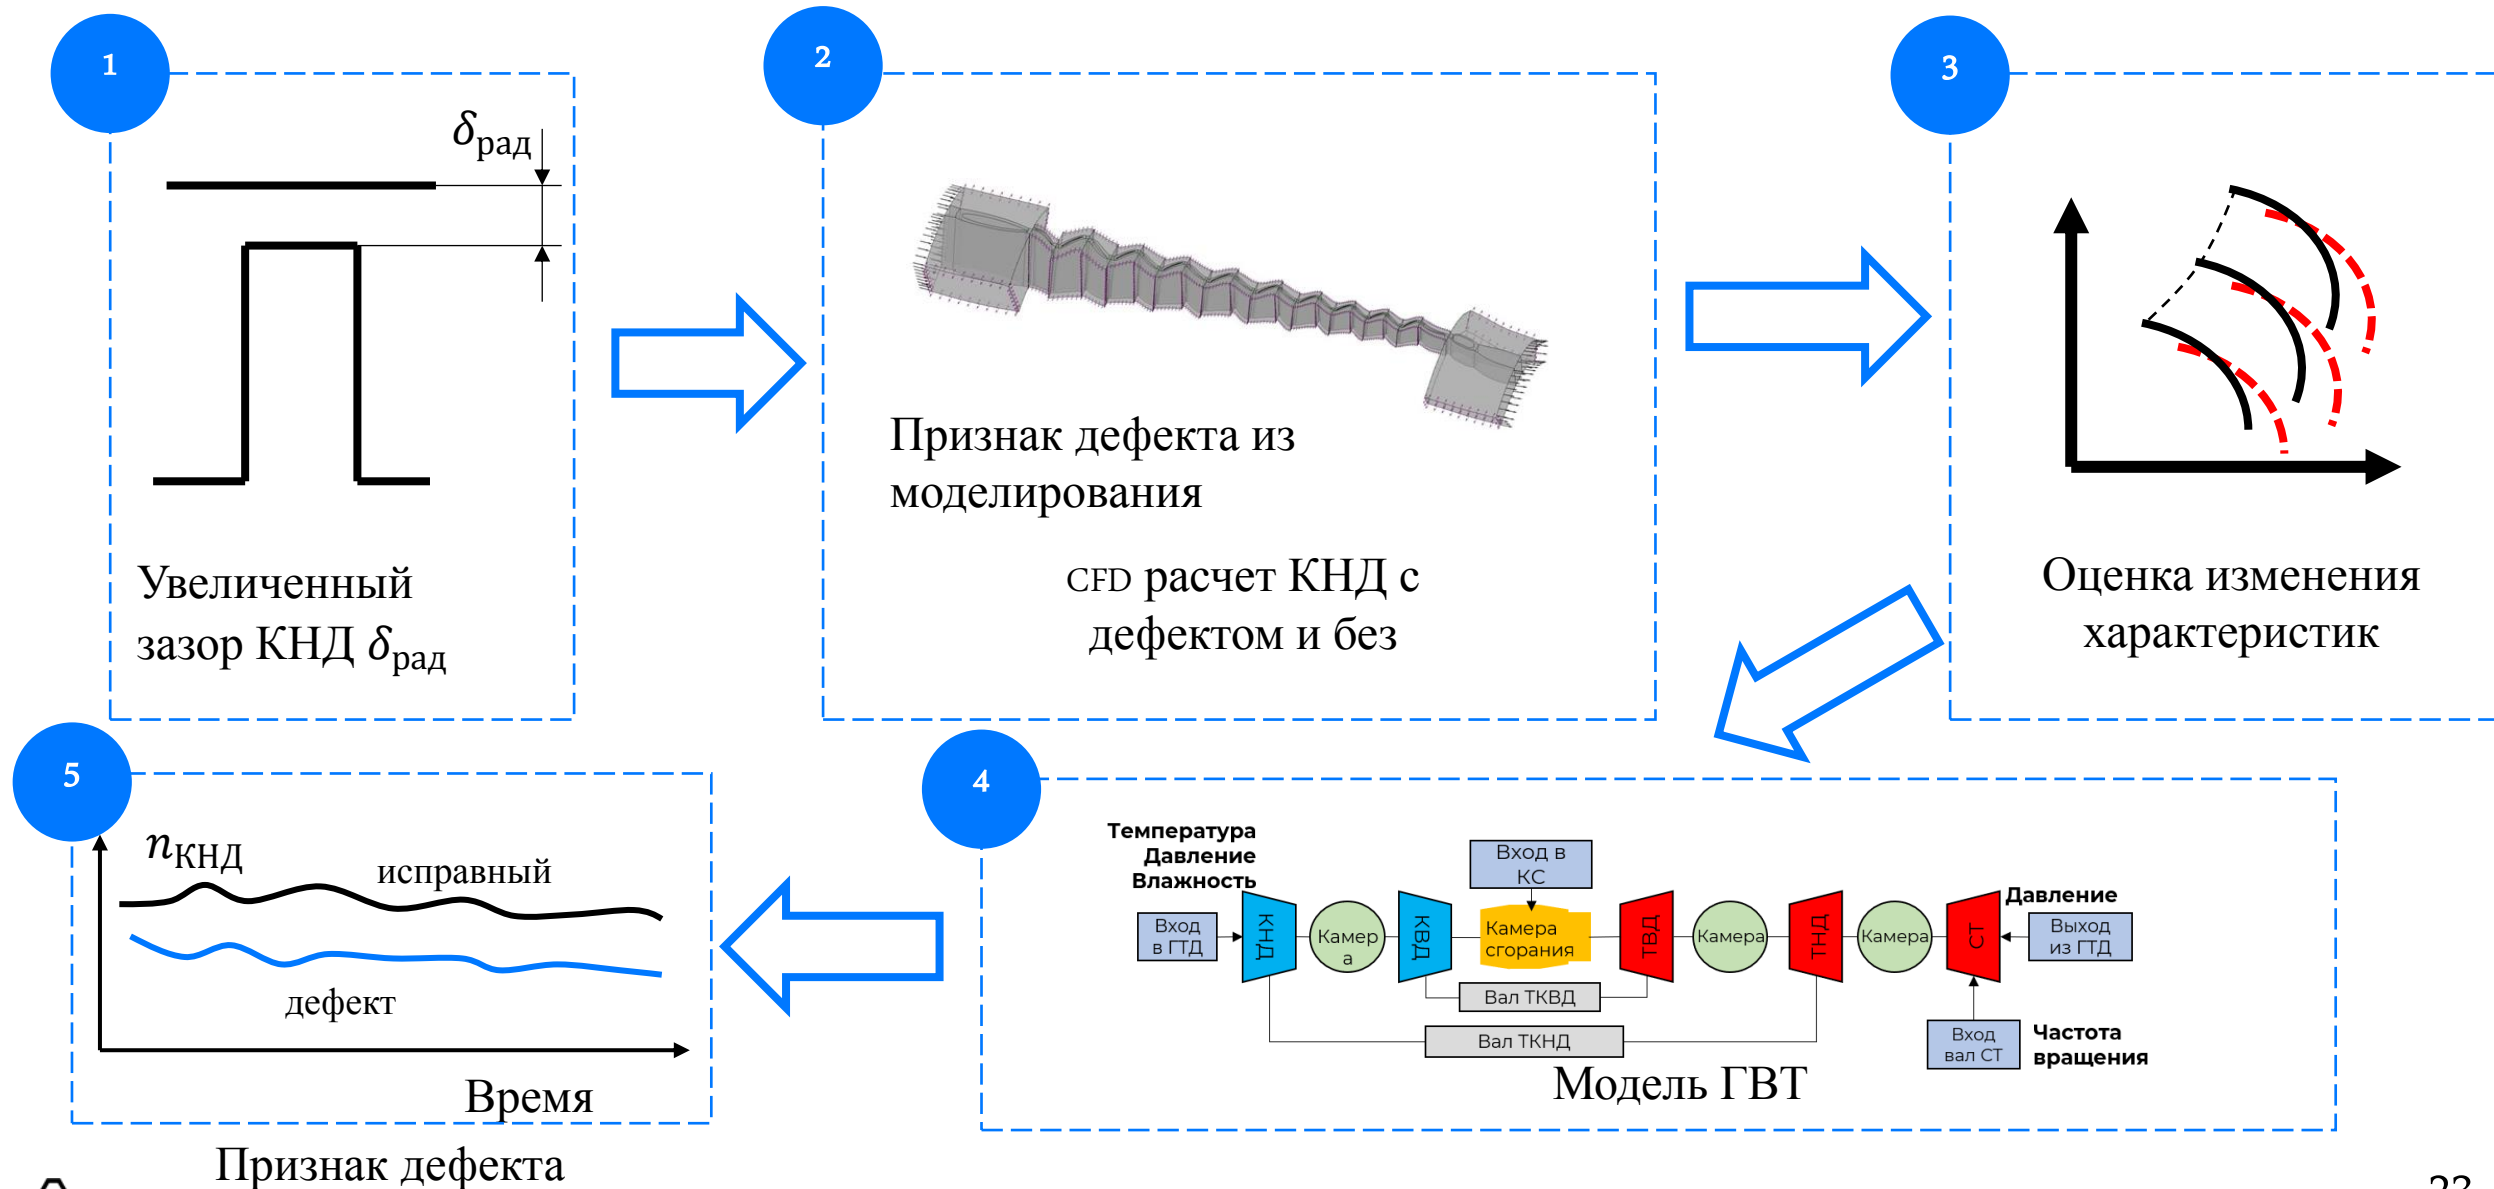 1
δрад
Увеличенный
зазор КНД δрад
2
Признак дефекта из
моделирования
CFD расчет КНД с
дефектом и без
3
Оценка изменения
характеристик
4
Температура
Давление
Влажность
Вход
в ГТД
КНД
Камер
а
КВД
Вход в
КС
Камера
сгорания
ТВД
Камера
ТНД
Камера
СТ
Давление
Выход
из ГТД
Вал ТКВД
Вал ТКНД
Вход
вал СТ
Частота
вращения
Модель ГВТ
5
nКНД
исправный
дефект
Время
Признак дефекта